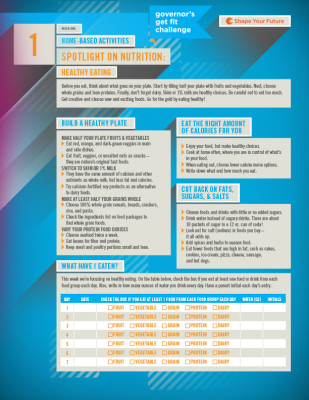 governor's
get fit
challenge
Shape Your Future
1
WEEK ONE
HOME-BASED ACTIVITIES
SPOTLIGHT ON NUTRITION:
HEALTHY EATING
Before you eat, think about what goes on your plate. Start by filling half your plate with fruits and vegetables. Next, choose
whole grains and lean proteins. Finally, don't forget dairy. Skim or 1% milk are healthy choices. Be careful not to eat too much.
Get creative and choose new and exciting foods. Go for the gold by eating healthy!
BUILD A HEALTHY PLATE
MAKE HALF YOUR PLATE FRUITS & VEGETABLES
Eat red, orange, and dark-green veggies in main
and side dishes.
Eat fruit, veggies, or unsalted nuts as snacks –
they are nature's original fast foods.
SWITCH TO SKIM OR 1% MILK
They have the same amount of calcium and other
nutrients as whole milk, but less fat and calories.
Try calcium-fortified soy products as an alternative
to dairy foods.
MAKE AT LEAST HALF YOUR GRAINS WHOLE
Choose 100% whole grain cereals, breads, crackers,
rice, and pasta.
Check the ingredients list on food packages to
find whole grain foods.
VARY YOUR PROTEIN FOOD CHOICES
Choose seafood twice a week.
Eat beans for fiber and protein.
Keep meat and poultry portions small and lean.
EAT THE RIGHT AMOUNT
OF CALORIES FOR YOU
Enjoy your food, but make healthy choices.
Cook at home often, where you are in control of what's
in your food.
When eating out, choose lower calorie menu options.
Write down what and how much you eat.
CUT BACK ON FATS,
SUGARS, & SALTS
Choose foods and drinks with little or no added sugars.
Drink water instead of sugary drinks. There are about
10 packets of sugar in a 12 oz. can of soda!
Look out for salt (sodium) in foods you buy –
it all adds up.
Add spices and herbs to season food.
Eat fewer foods that are high in fat, such as cakes,
cookies, ice cream, pizza, cheese, sausage,
and hot dogs.
WHAT HAVE I EATEN?
This week we're focusing on healthy eating. On the table below, check the box if you eat at least one food or drink from each
food group each day. Also, write in how many ounces of water you drink every day. Have a parent initial each day's entry.
DAY DATE CHECK THE BOX IF YOU EAT AT LEAST 1 FOOD FROM EACH FOOD GROUP EACH DAY WATER (OZ) INITIALS
1 FRUIT VEGETABLE GRAIN PROTEIN DAIRY
2 FRUIT VEGETABLE GRAIN PROTEIN DAIRY
3 FRUIT VEGETABLE GRAIN PROTEIN DAIRY
4 FRUIT VEGETABLE GRAIN PROTEIN DAIRY
5 FRUIT VEGETABLE GRAIN PROTEIN DAIRY
6 FRUIT VEGETABLE GRAIN PROTEIN DAIRY
7 FRUIT VEGETABLE GRAIN PROTEIN DAIRY